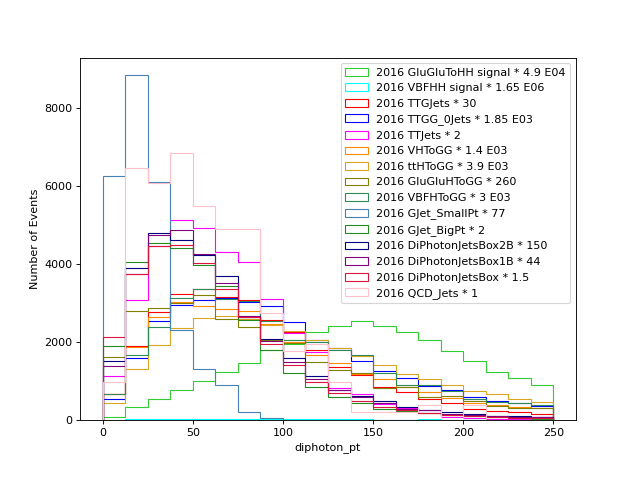 2016 GluGluToHH signal * 4.9 E04
2016 VBFHH signal * 1.65 E06
2016 TTGJets * 30
2016 TTGG_0Jets * 1.85 E03
2016 TTJets * 2
2016 VHToGG * 1.4 E03
2016 ttHToGG * 3.9 E03
2016 GluGluHToGG * 260
2016 VBFHToGG * 3 E03
2016 GJet_SmallPt * 77
2016 GJet_BigPt * 2
2016 DiPhotonJetsBox2B * 150
2016 DiPhotonJetsBox1B * 44
2016 DiPhotonJetsBox * 1.5
2016 QCD_Jets * 1
Number of Events
8000
6000
4000
2000
0
0 50 100 150 200 250
diphoton_pt